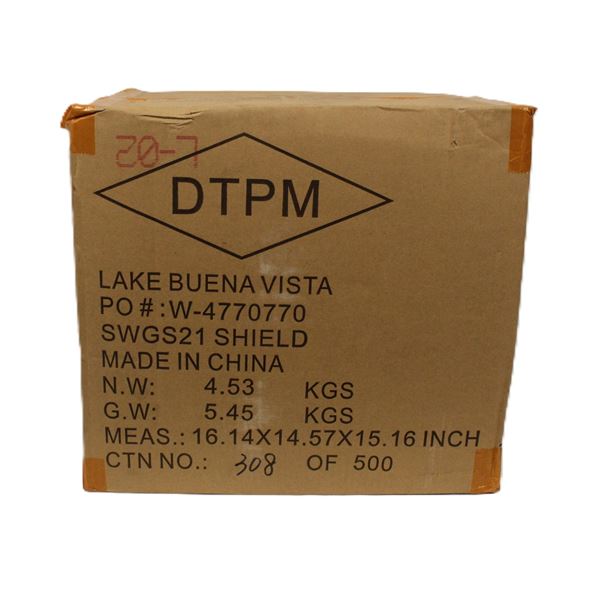 20-7
DTPM
LAKE BUENA VISTA
PO #: W-4770770
SWGS21 SHIELD
MADE IN CHINA
N.W: 4.53 KGS
G.W: 5.45 KGS
MEAS.: 16.14X14.57X15.16 INCH
CTN NO.: 308 OF 500